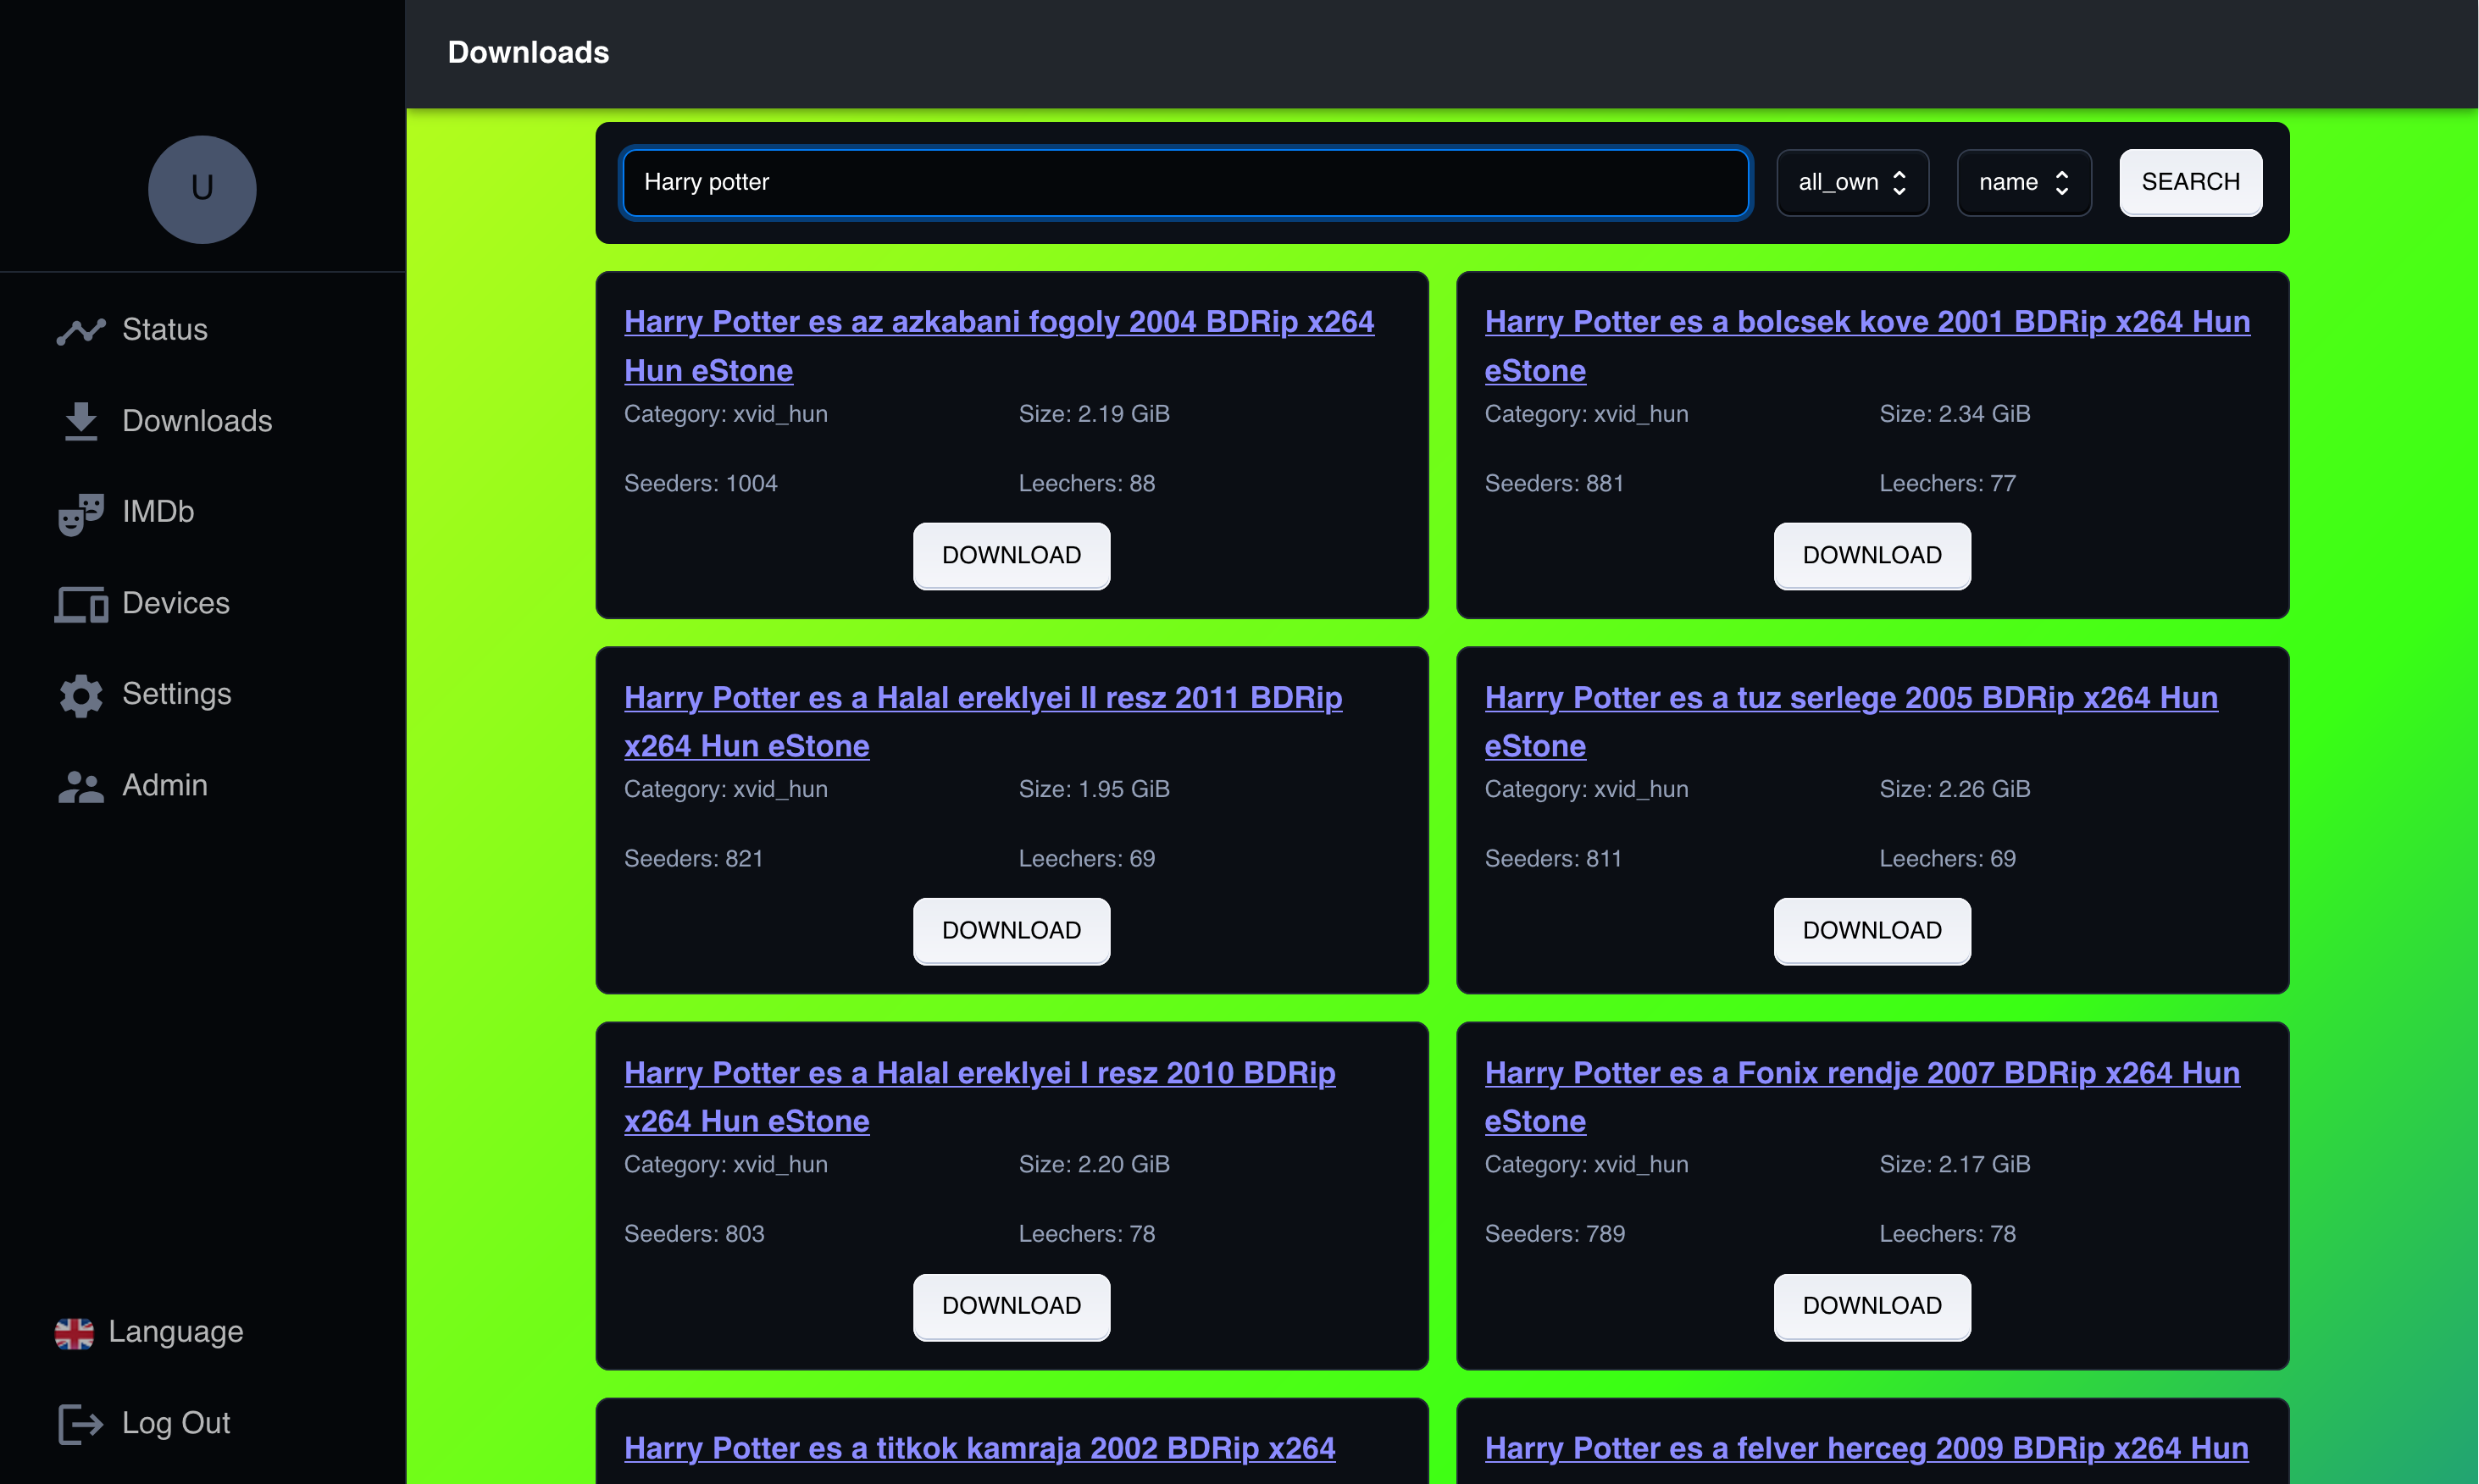 Downloads
U
Status
Downloads
IMDb
Devices
Settings
Admin
Language
Log Out
Harry potter
all_own
name
SEARCH
Harry Potter es az azkabani fogoly 2004 BDRip x264
Hun eStone
Category: xvid_hun
Size: 2.19 GiB
Seeders: 1004
Leechers: 88
DOWNLOAD
Harry Potter es a bolcsek kove 2001 BDRip x264 Hun
eStone
Category: xvid_hun
Size: 2.34 GiB
Seeders: 881
Leechers: 77
DOWNLOAD
Harry Potter es a Halal ereklyei II resz 2011 BDRip
x264 Hun eStone
Category: xvid_hun
Size: 1.95 GiB
Seeders: 821
Leechers: 69
DOWNLOAD
Harry Potter es a tuz serlege 2005 BDRip x264 Hun
eStone
Category: xvid_hun
Size: 2.26 GiB
Seeders: 811
Leechers: 69
DOWNLOAD
Harry Potter es a Halal ereklyei I resz 2010 BDRip
x264 Hun eStone
Category: xvid_hun
Size: 2.20 GiB
Seeders: 803
Leechers: 78
DOWNLOAD
Harry Potter es a Fonix rendje 2007 BDRip x264 Hun
eStone
Category: xvid_hun
Size: 2.17 GiB
Seeders: 789
Leechers: 78
DOWNLOAD
Harry Potter es a titkok kamraja 2002 BDRip x264
Harry Potter es a felver herceg 2009 BDRip x264 Hun